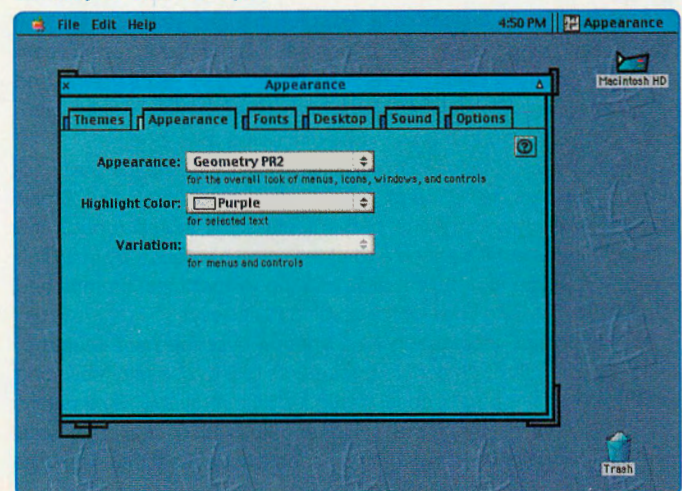 File Edit Help 4:50 PM Appearance
Macintosh HD
Appearance
Themes Appearance Fonts Desktop Sound Options
Appearance: Geometry PR2
for the overall look of menus, icons, windows, and controls
Highlight Color: Purple
for selected text
Variation:
for menus and controls
Trash